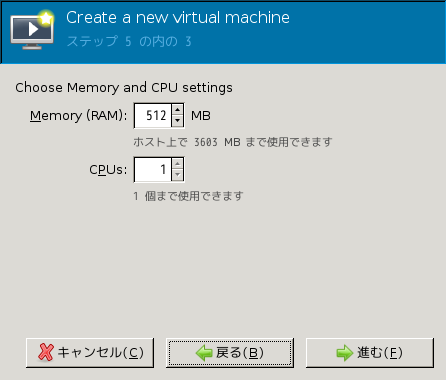 Create a new virtual machine
ステップ 5 の内の 3
Choose Memory and CPU settings
Memory (RAM): 512 MB
ホスト上で 3603 MB まで使用できます
CPUs: 1
1 個まで使用できます
キャンセル(C) 戻る(B) 進む(F)